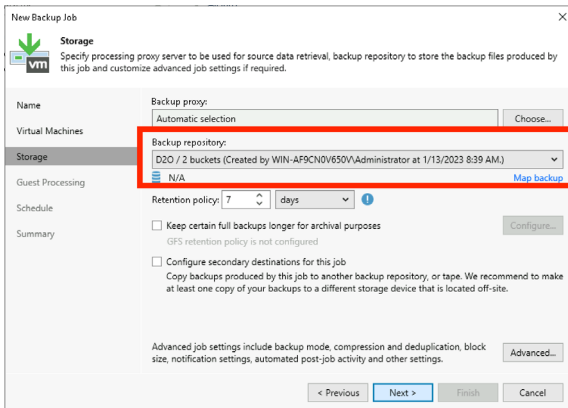 New Backup Job
Storage
Specify processing proxy server to be used for source data retrieval, backup repository to store the backup files produced by
this job and customize advanced job settings if required.
vm
Name
Virtual Machines
Storage
Guest Processing
Schedule
Summary
Backup proxy:
Automatic selection
Choose...
Backup repository:
D2O / 2 buckets (Created by WIN-AF9CN0V650V\Administrator at 1/13/2023 8:39 AM.)
N/A
Map backup
Retention policy: 7 days
Keep certain full backups longer for archival purposes
Configure...
GFS retention policy is not configured
Configure secondary destinations for this job
Copy backups produced by this job to another backup repository, or tape. We recommend to make
at least one copy of your backups to a different storage device that is located off-site.
Advanced job settings include backup mode, compression and deduplication, block
size, notification settings, automated post-job activity and other settings.
Advanced...
< Previous
Next >
Finish
Cancel